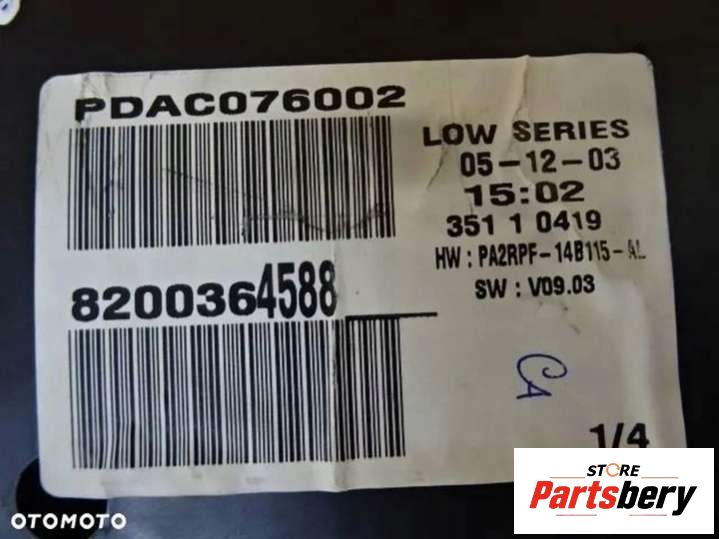 PDAC076002
LOW SERIES
05-12-03
15:02
351 1 0419
HW : PA2RPF-14B115-AL
SW : V09.03
8200364588
CA
1/4
STORE
Partsbery
OTOMOTO